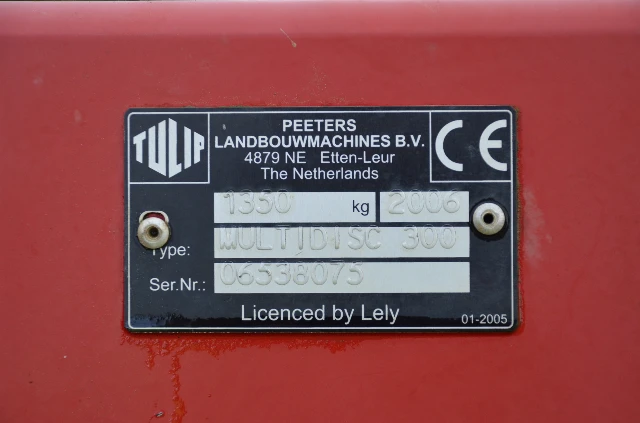 TULIP
PEETERS
LANDBOUWMACHINES B.V.
4879 NE Etten-Leur
The Netherlands
CE
1350 kg 2006
Type: MULTIDISC 300
Ser.Nr.: 06538075
Licenced by Lely
01-2005